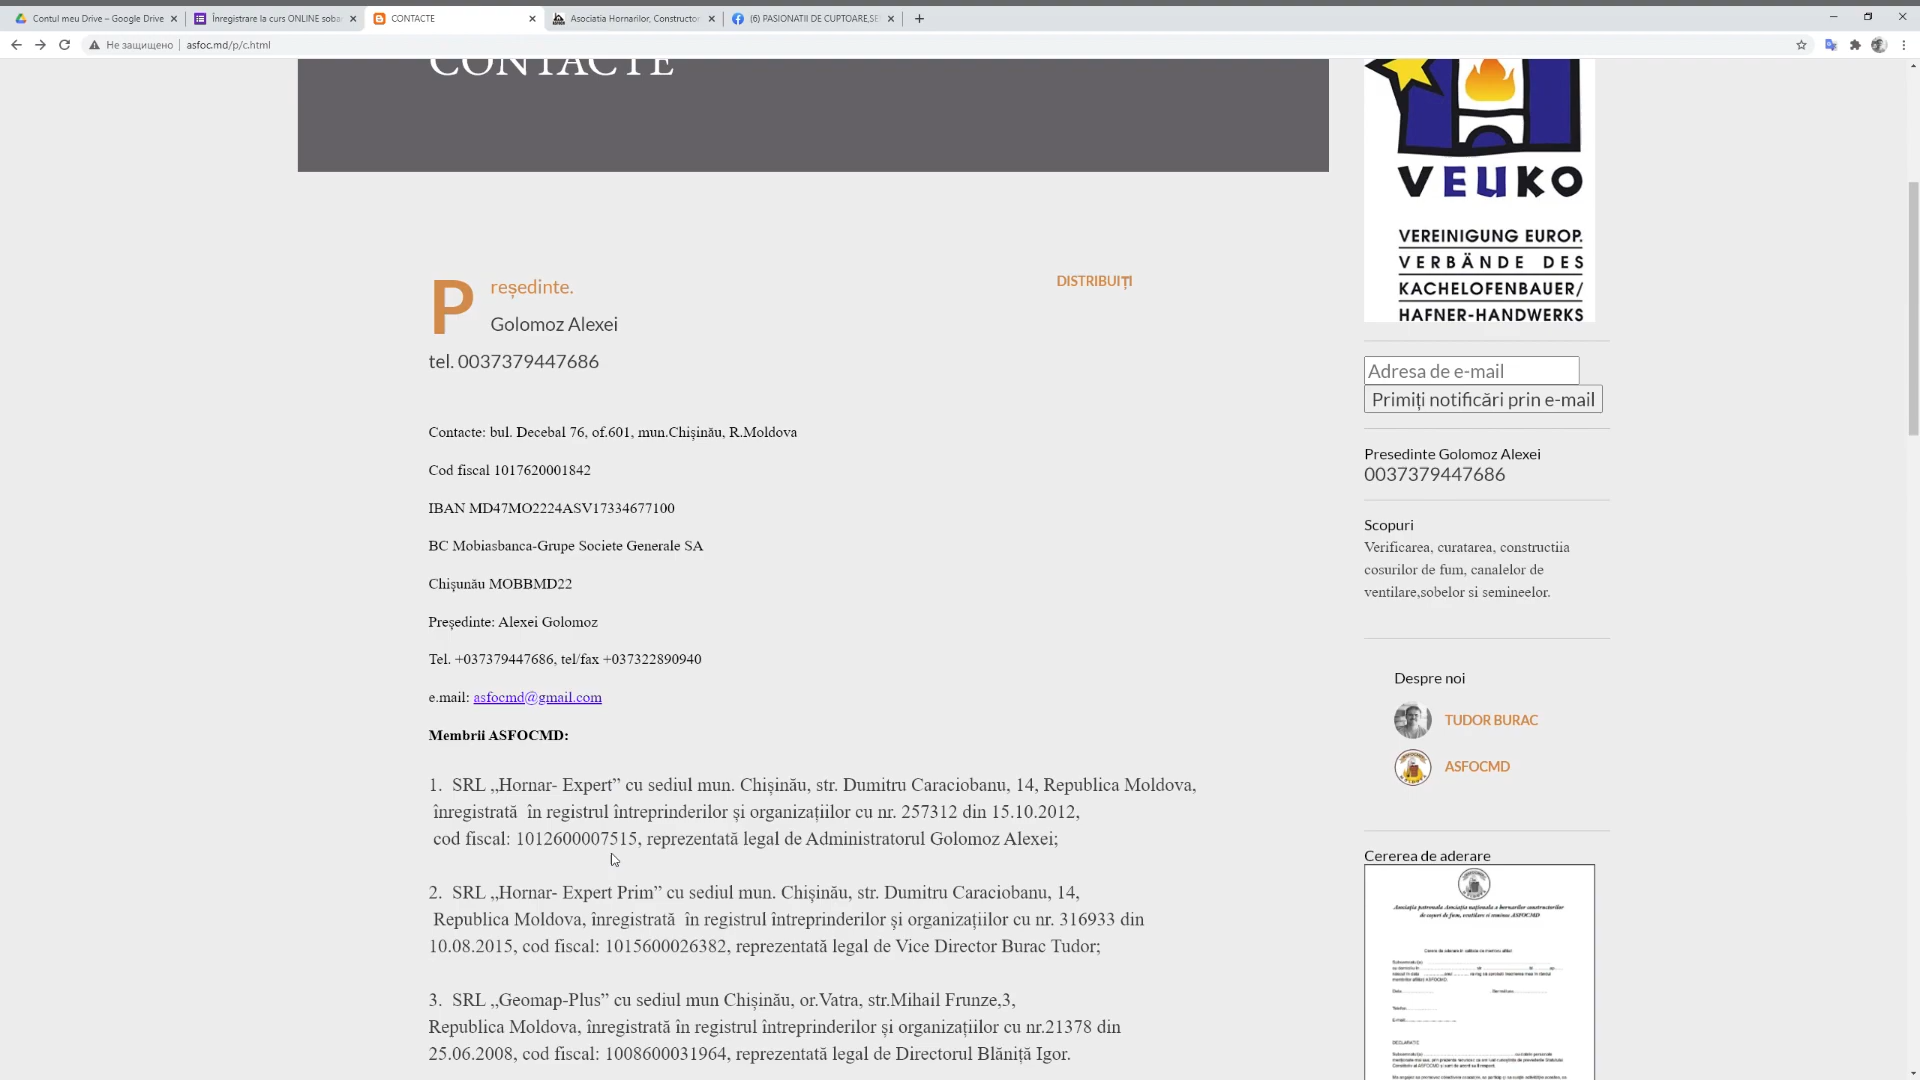 Contul meu Drive – Google Drive
Înregistrare la curs ONLINE soba
CONTACTE
Asociatia Hornarilor, Constructor
(6) PASIONATII DE CUPTOARE,SE
Не защищено
asfoc.md/p/c.html
CONTACTE
VEUKO
VEREINIGUNG EUROP.
VERBÄNDE DES
KACHELOFENBAUER/
HAFNER-HANDWERKS
Președinte.
DISTRIBUIȚI
Golomoz Alexei
tel. 0037379447686
Contacte: bul. Decebal 76, of.601, mun.Chişinău, R.Moldova
Cod fiscal 1017620001842
IBAN MD47MO2224ASV17334677100
BC Mobiasbanca-Grupe Societe Generale SA
Chişunău MOBBMD22
Preşedinte: Alexei Golomoz
Tel. +037379447686, tel/fax +037322890940
e.mail: asfocmd@gmail.com
Membrii ASFOCMD:
1. SRL „Hornar- Expert” cu sediul mun. Chișinău, str. Dumitru Caraciobanu, 14, Republica Moldova,
înregistrată în registrul întreprinderilor și organizațiilor cu nr. 257312 din 15.10.2012,
cod fiscal: 1012600007515, reprezentată legal de Administratorul Golomoz Alexei;
2. SRL „Hornar- Expert Prim” cu sediul mun. Chișinău, str. Dumitru Caraciobanu, 14,
Republica Moldova, înregistrată în registrul întreprinderilor și organizațiilor cu nr. 316933 din
10.08.2015, cod fiscal: 1015600026382, reprezentată legal de Vice Director Burac Tudor;
3. SRL „Geomap-Plus” cu sediul mun Chișinău, or.Vatra, str.Mihail Frunze,3,
Republica Moldova, înregistrată în registrul întreprinderilor și organizațiilor cu nr.21378 din
25.06.2008, cod fiscal: 1008600031964, reprezentată legal de Directorul Blăniță Igor.
Adresa de e-mail
Primiți notificări prin e-mail
Presedinte Golomoz Alexei
0037379447686
Scopuri
Verificarea, curatarea, constructiia
cosurilor de fum, canalelor de
ventilare,sobelor si semineelor.
Despre noi
TUDOR BURAC
ASFOCMD
Cererea de aderare